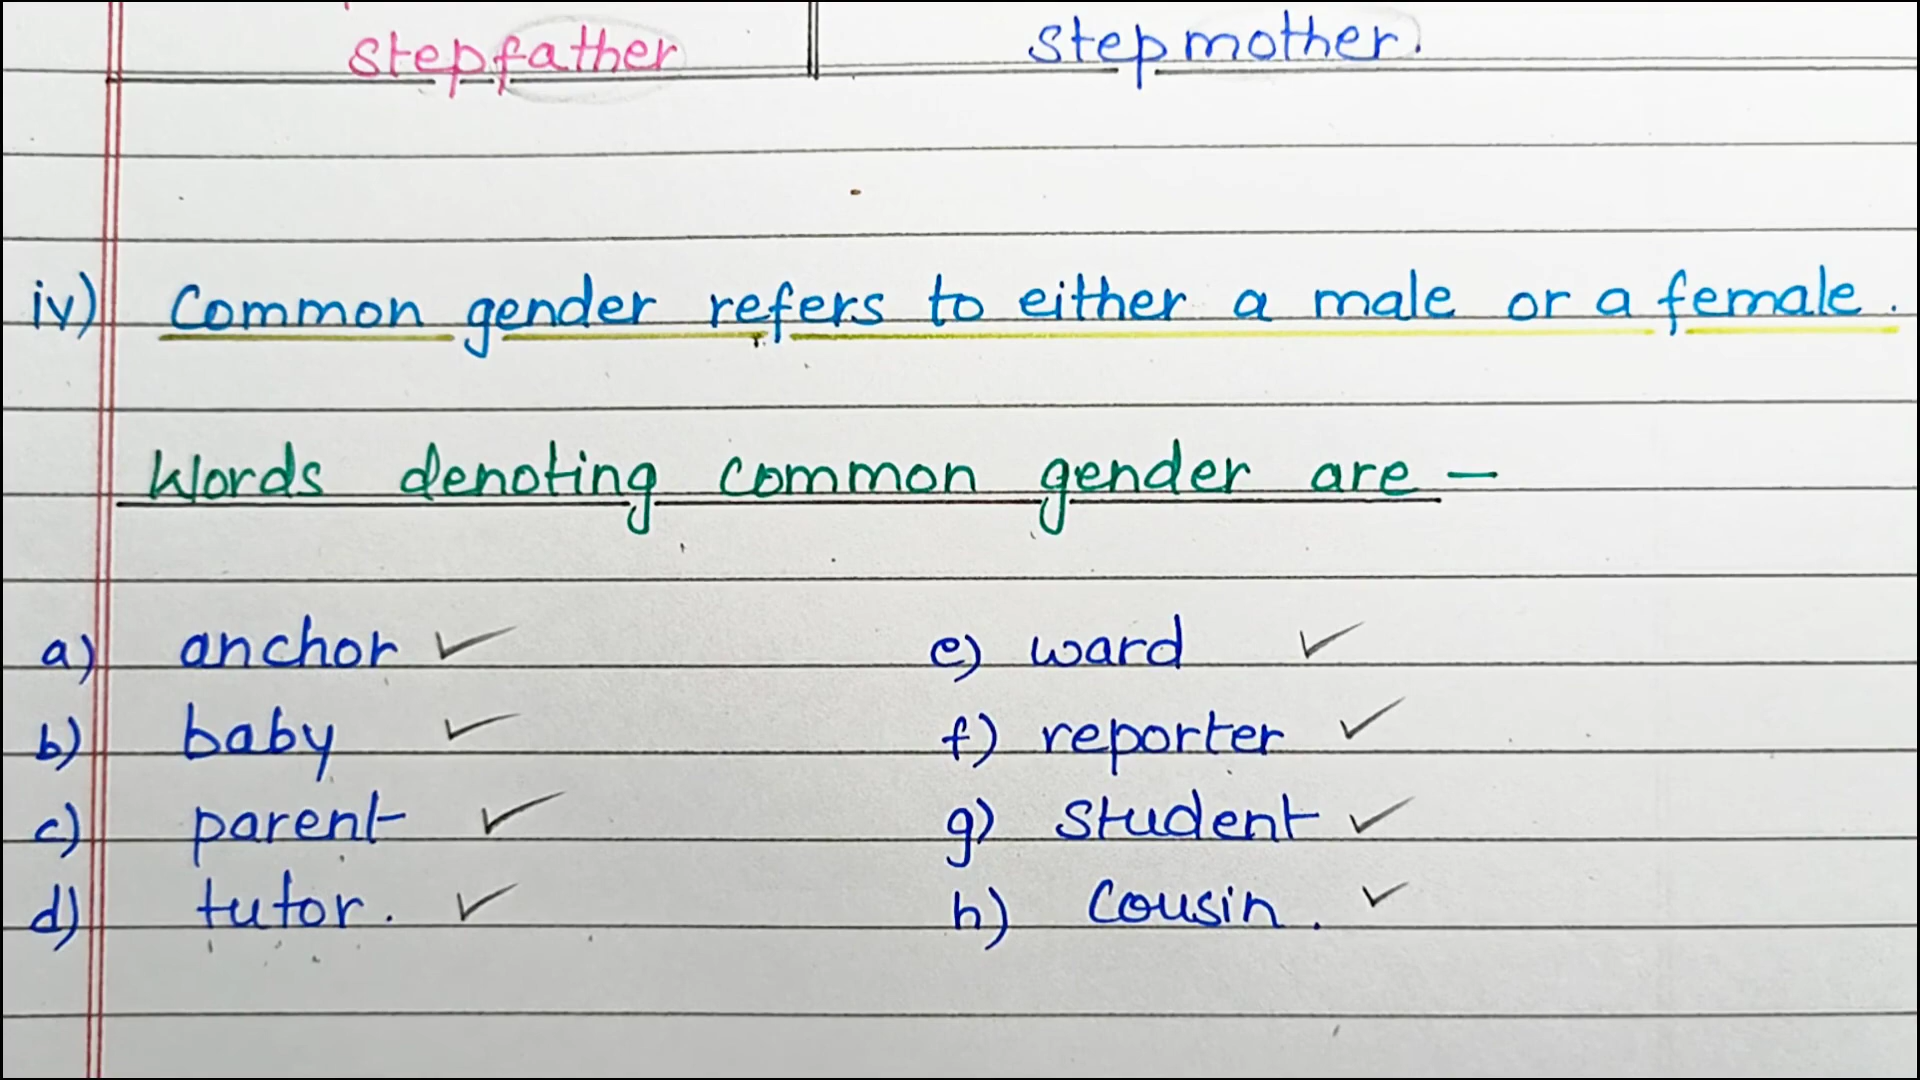 stepfather stepmother.
iv) Common gender refers to either a male or a female.
Words denoting common gender are -
a) anchor ✓ e) ward ✓
b) baby ✓ f) reporter ✓
c) parent ✓ g) student ✓
d) tutor. ✓ h) Cousin. ✓